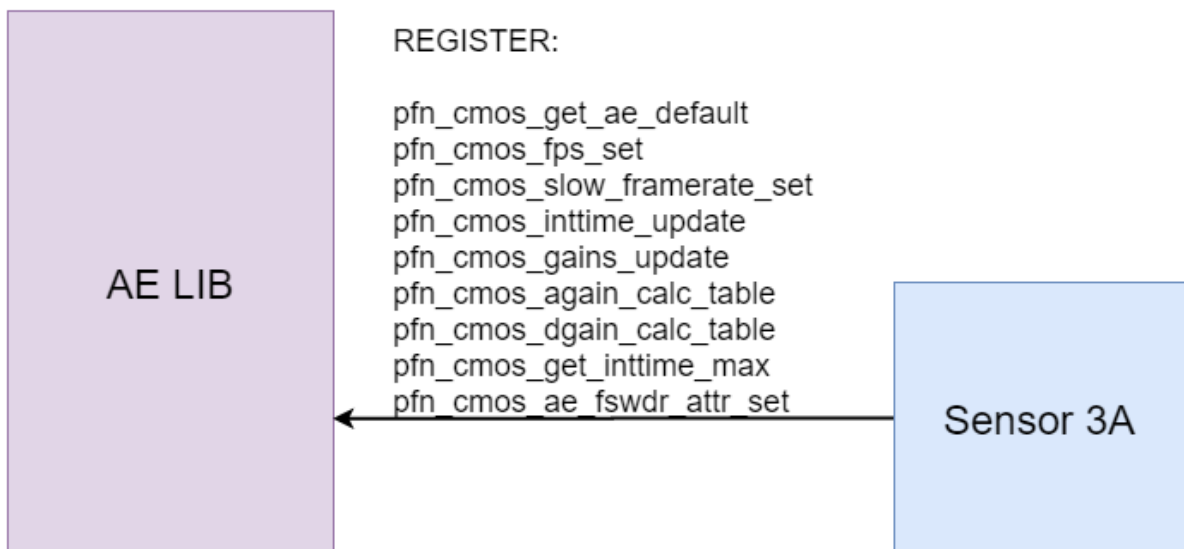 REGISTER:
pfn_cmos_get_ae_default
pfn_cmos_fps_set
pfn_cmos_slow_framerate_set
pfn_cmos_inttime_update
pfn_cmos_gains_update
pfn_cmos_again_calc_table
pfn_cmos_dgain_calc_table
pfn_cmos_get_inttime_max
pfn_cmos_ae_fswdr_attr_set
AE LIB
Sensor 3A